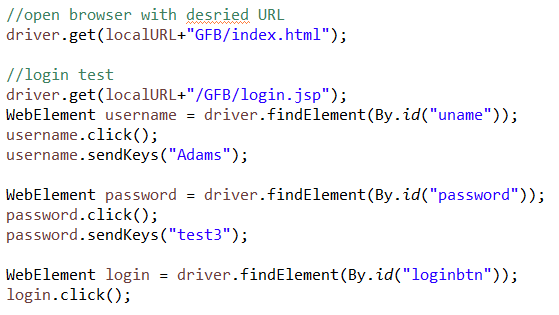 //open browser with desried URL
driver.get(localURL+"GFB/index.html");
//login test
driver.get(localURL+"/GFB/login.jsp");
WebElement username = driver.findElement(By.id("uname"));
username.click();
username.sendKeys("Adams");
WebElement password = driver.findElement(By.id("password"));
password.click();
password.sendKeys("test3");
WebElement login = driver.findElement(By.id("loginbtn"));
login.click();